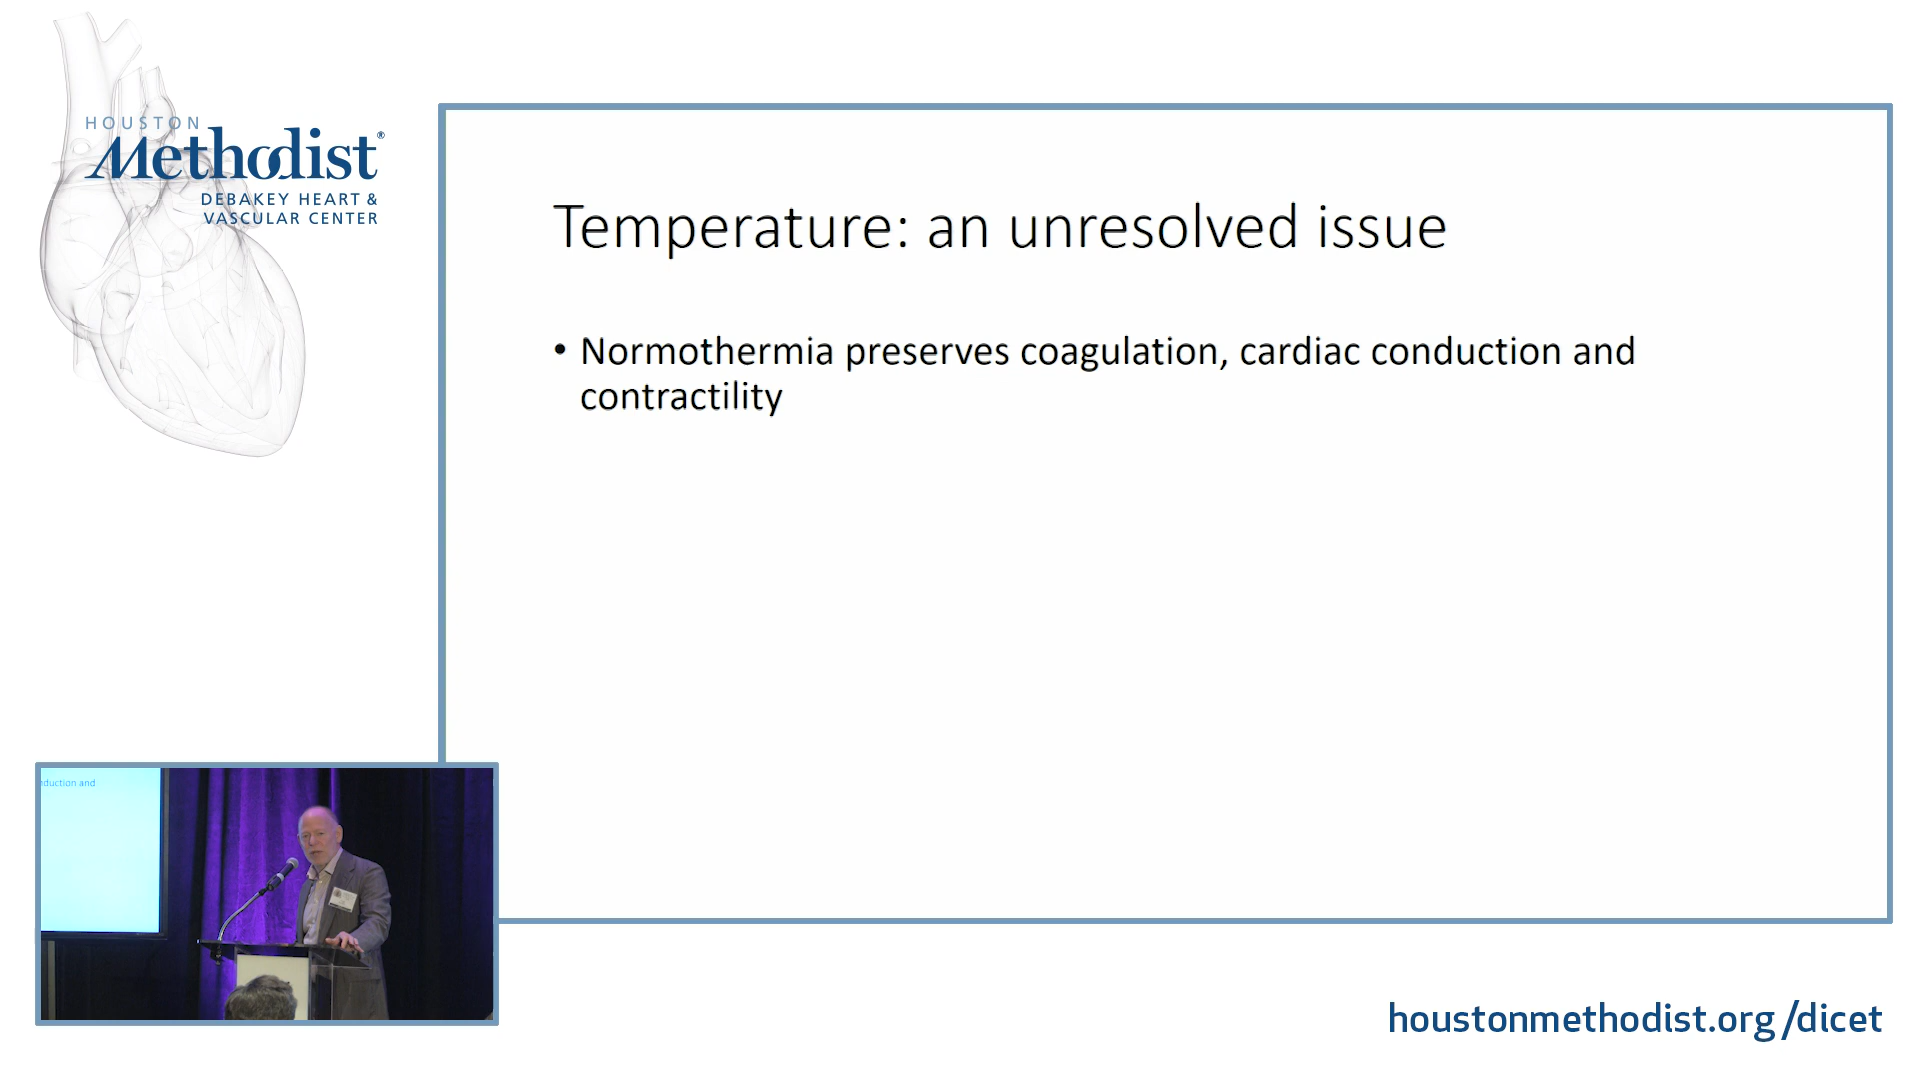 HOUSTON
Methodist®
DEBAKEY HEART &
VASCULAR CENTER
Temperature: an unresolved issue
• Normothermia preserves coagulation, cardiac conduction and
contractility
duction and
houstonmethodist.org/dicet